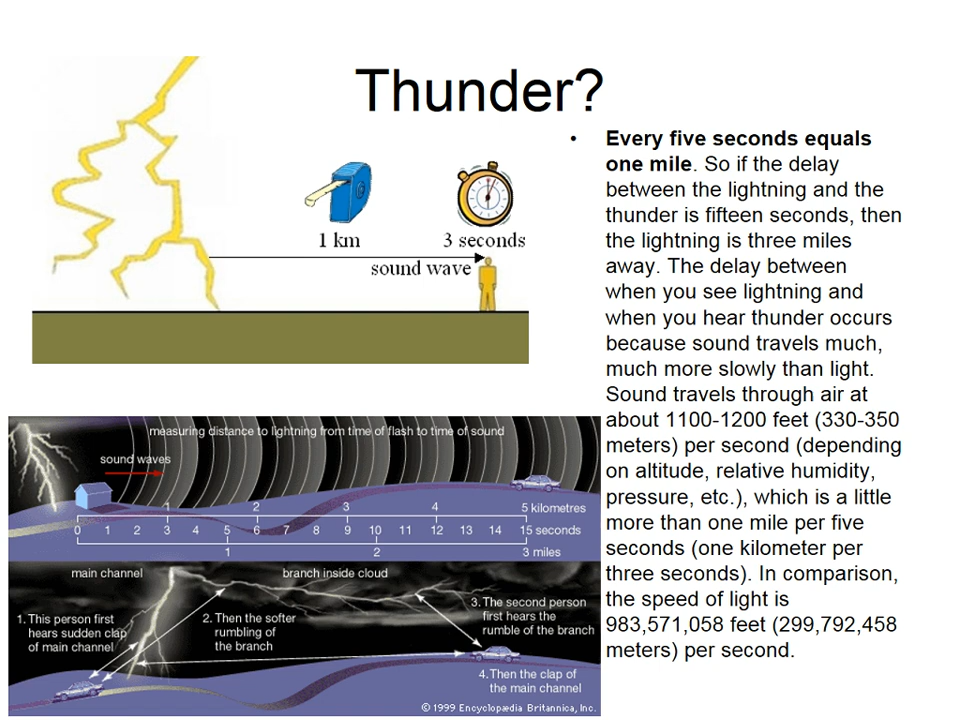 Thunder?
1 km
3 seconds
sound wave
• Every five seconds equals
one mile. So if the delay
between the lightning and the
thunder is fifteen seconds, then
the lightning is three miles
away. The delay between
when you see lightning and
when you hear thunder occurs
because sound travels much,
much more slowly than light.
Sound travels through air at
about 1100-1200 feet (330-350
meters) per second (depending
on altitude, relative humidity,
pressure, etc.), which is a little
more than one mile per five
seconds (one kilometer per
three seconds). In comparison,
the speed of light is
983,571,058 feet (299,792,458
meters) per second.
measuring distance to lightning from time of flash to time of sound
sound waves
1 2 3 4 5 kilometres
0 1 2 3 4 5 6 7 8 9 10 11 12 13 14 15 seconds
1 2 3 miles
main channel
branch inside cloud
1. This person first
hears sudden clap
of main channel
2. Then the softer
rumbling of
the branch
3. The second person
first hears the
rumble of the branch
4. Then the clap of
the main channel
© 1999 Encyclopædia Britannica, Inc.